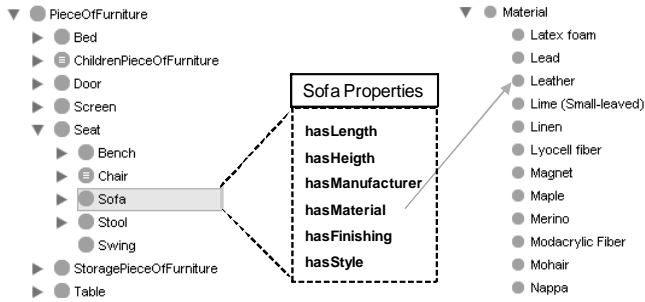 PieceOfFurniture
Bed
ChildrenPieceOfFurniture
Door
Screen
Seat
Bench
Chair
Sofa
Stool
Swing
StoragePieceOfFurniture
Table
Sofa Properties
hasLength
hasHeigth
hasManufacturer
hasMaterial
hasFinishing
hasStyle
Material
Latex foam
Lead
Leather
Lime (Small-leaved)
Linen
Lyocell fiber
Magnet
Maple
Merino
Modacrylic Fiber
Mohair
Nappa